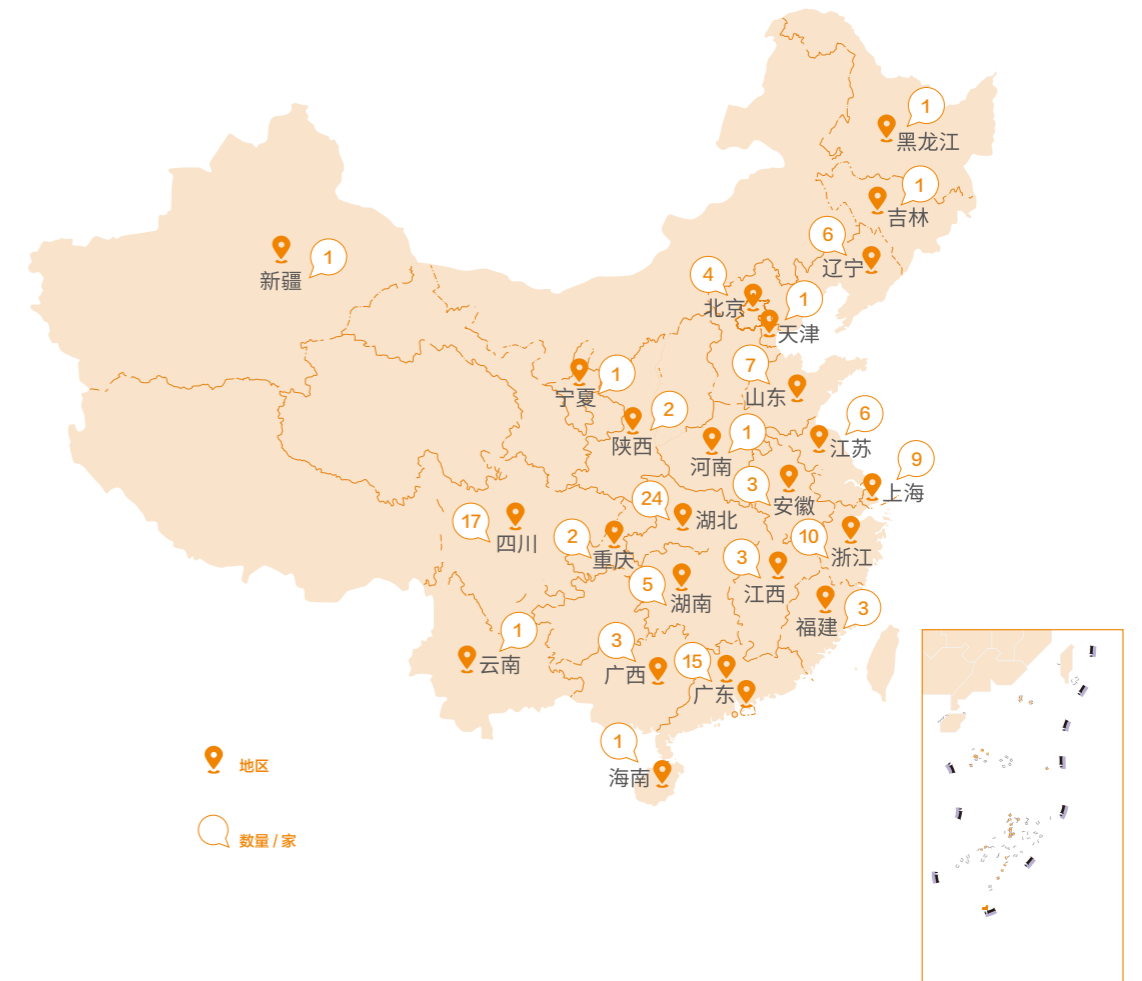 1
黑龙江
1
吉林
6
辽宁
1
新疆
4
北京
1
天津
7
山东
1
宁夏
2
陕西
1
河南
6
江苏
9
上海
3
安徽
24
湖北
17
四川
2
重庆
10
浙江
3
江西
5
湖南
3
福建
1
云南
3
广西
15
广东
1
海南
地区
数量 / 家